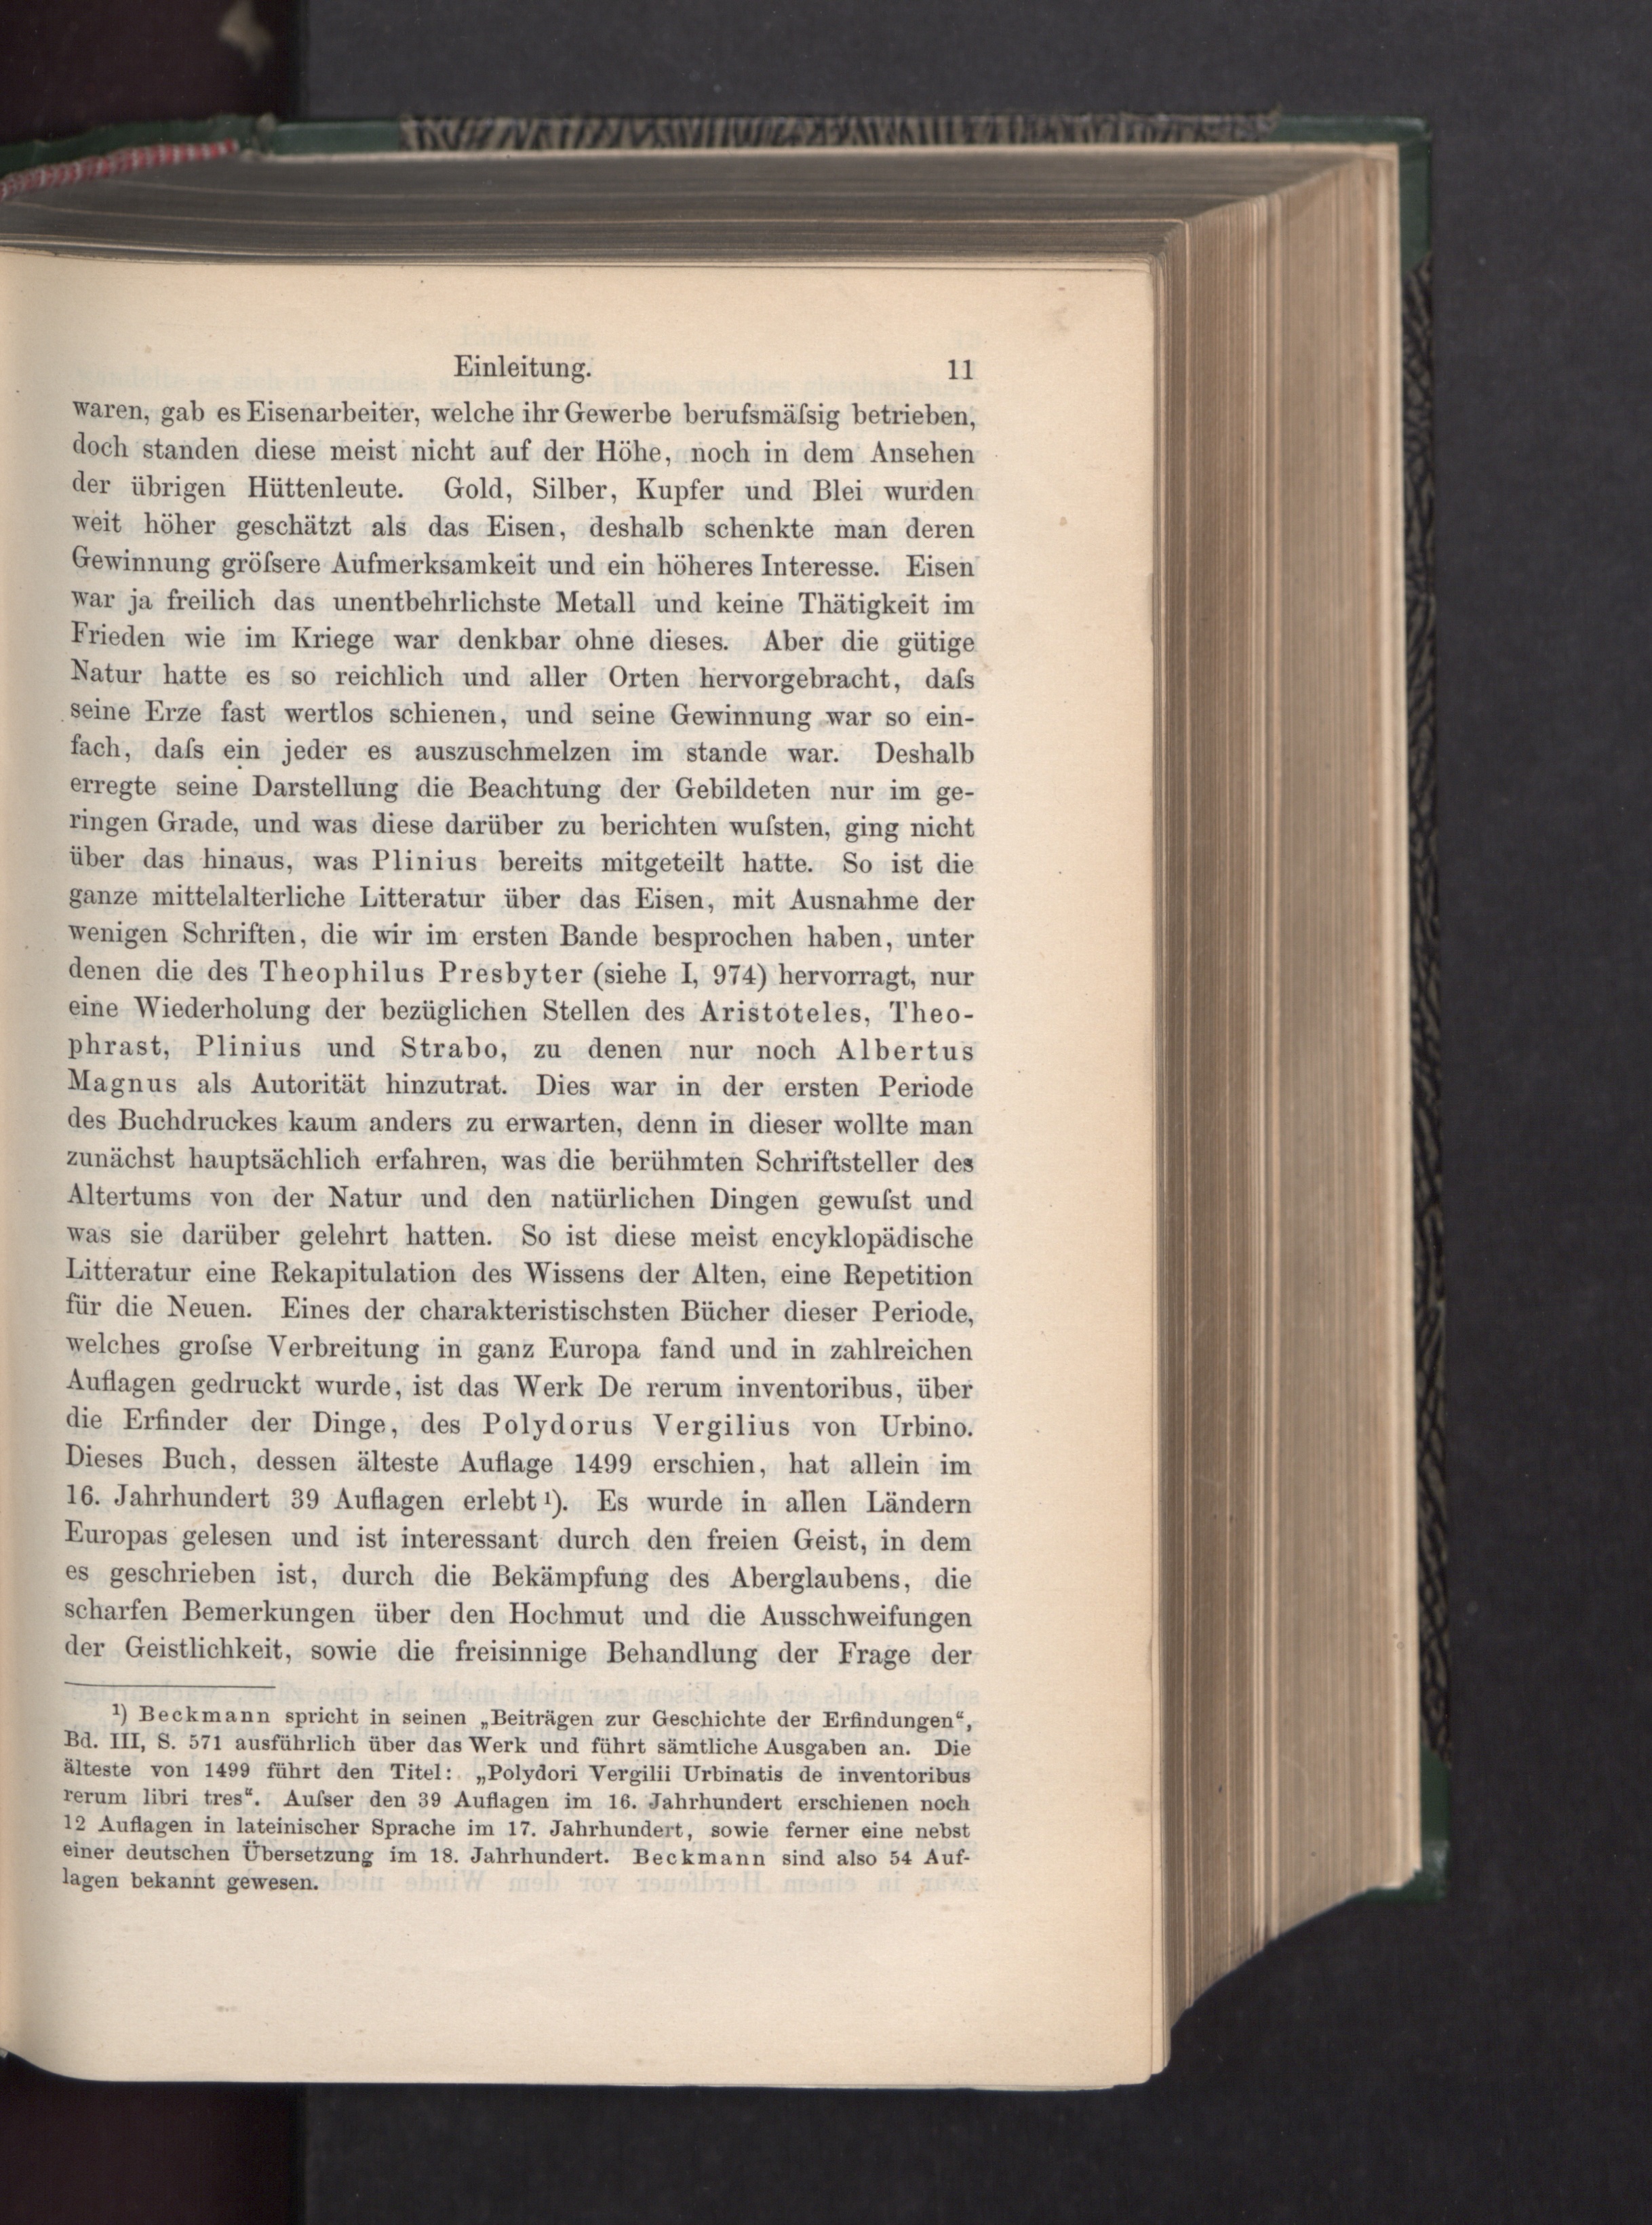 Einleitung. 11
waren, gab es Eisenarbeiter, welche ihr Gewerbe berufsmäſsig betrieben,
doch standen diese meist nicht auf der Höhe, noch in dem Ansehen
der übrigen Hüttenleute. Gold, Silber, Kupfer und Blei wurden
weit höher geschätzt als das Eisen, deshalb schenkte man deren
Gewinnung gröſsere Aufmerksamkeit und ein höheres Interesse. Eisen
war ja freilich das unentbehrlichste Metall und keine Thätigkeit im
Frieden wie im Kriege war denkbar ohne dieses. Aber die gütige
Natur hatte es so reichlich und aller Orten hervorgebracht, daſs
seine Erze fast wertlos schienen, und seine Gewinnung war so ein-
fach, daſs ein jeder es auszuschmelzen im stande war. Deshalb
erregte seine Darstellung die Beachtung der Gebildeten nur im ge-
ringen Grade, und was diese darüber zu berichten wuſsten, ging nicht
über das hinaus, was Plinius bereits mitgeteilt hatte. So ist die
ganze mittelalterliche Litteratur über das Eisen, mit Ausnahme der
wenigen Schriften, die wir im ersten Bande besprochen haben, unter
denen die des Theophilus Presbyter (siehe I, 974) hervorragt, nur
eine Wiederholung der bezüglichen Stellen des Aristoteles, Theo-
phrast, Plinius und Strabo, zu denen nur noch Albertus
Magnus als Autorität hinzutrat. Dies war in der ersten Periode
des Buchdruckes kaum anders zu erwarten, denn in dieser wollte man
zunächst hauptsächlich erfahren, was die berühmten Schriftsteller des
Altertums von der Natur und den natürlichen Dingen gewuſst und
was sie darüber gelehrt hatten. So ist diese meist encyklopädische
Litteratur eine Rekapitulation des Wissens der Alten, eine Repetition
für die Neuen. Eines der charakteristischsten Bücher dieser Periode,
welches groſse Verbreitung in ganz Europa fand und in zahlreichen
Auflagen gedruckt wurde, ist das Werk De rerum inventoribus, über
die Erfinder der Dinge, des Polydorus Vergilius von Urbino.
Dieses Buch, dessen älteste Auflage 1499 erschien, hat allein im
16. Jahrhundert 39 Auflagen erlebt ¹). Es wurde in allen Ländern
Europas gelesen und ist interessant durch den freien Geist, in dem
es geschrieben ist, durch die Bekämpfung des Aberglaubens, die
scharfen Bemerkungen über den Hochmut und die Ausschweifungen
der Geistlichkeit, sowie die freisinnige Behandlung der Frage der
¹) Beckmann spricht in seinen „Beiträgen zur Geschichte der Erfindungen“,
Bd. III, S. 571 ausführlich über das Werk und führt sämtliche Ausgaben an. Die
älteste von 1499 führt den Titel: „Polydori Vergilii Urbinatis de inventoribus
rerum libri tres“. Auſser den 39 Auflagen im 16. Jahrhundert erschienen noch
12 Auflagen in lateinischer Sprache im 17. Jahrhundert, sowie ferner eine nebst
einer deutschen Übersetzung im 18. Jahrhundert. Beckmann sind also 54 Auf-
lagen bekannt gewesen.